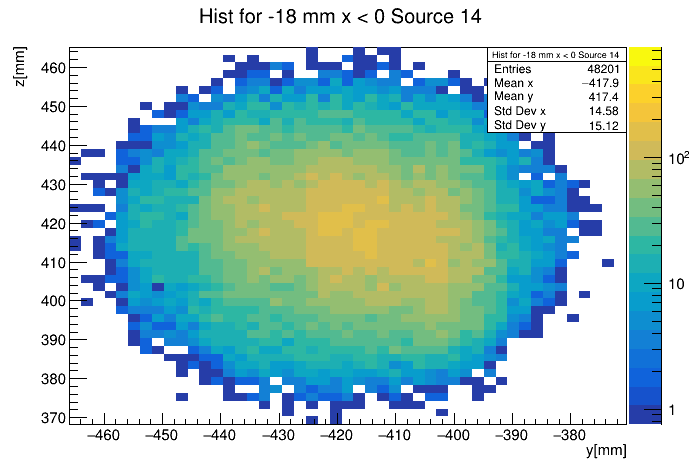 Hist for -18 mm x < 0 Source 14
z[mm]
Hist for -18 mm x < 0 Source 14
Entries 48201
Mean x −417.9
Mean y 417.4
Std Dev x 14.58
Std Dev y 15.12
460
450
440
430
420
410
400
390
380
370
−460 −450 −440 −430 −420 −410 −400 −390 −380
y[mm]
10²
10
1